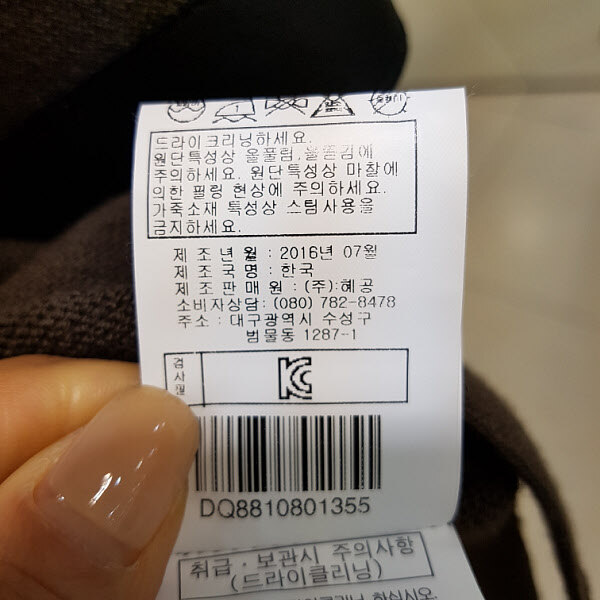 드라이크리닝하세요.
원단특성상 올풀림,올뜯김에
주의하세요. 원단특성상 마찰에
의한 필링 현상에 주의하세요.
가죽소재 특성상 스팀사용을
금지하세요.
제 조 년 월 : 2016년 07월
제 조 국 명 : 한국
제 조 판 매 원 : (주)혜공
소비자상담: (080) 782-8478
주소 : 대구광역시 수성구
범물동 1287-1
검사필
KC
DQ8810801355
취급·보관시 주의사항
(드라이클리닝)
하십시오.